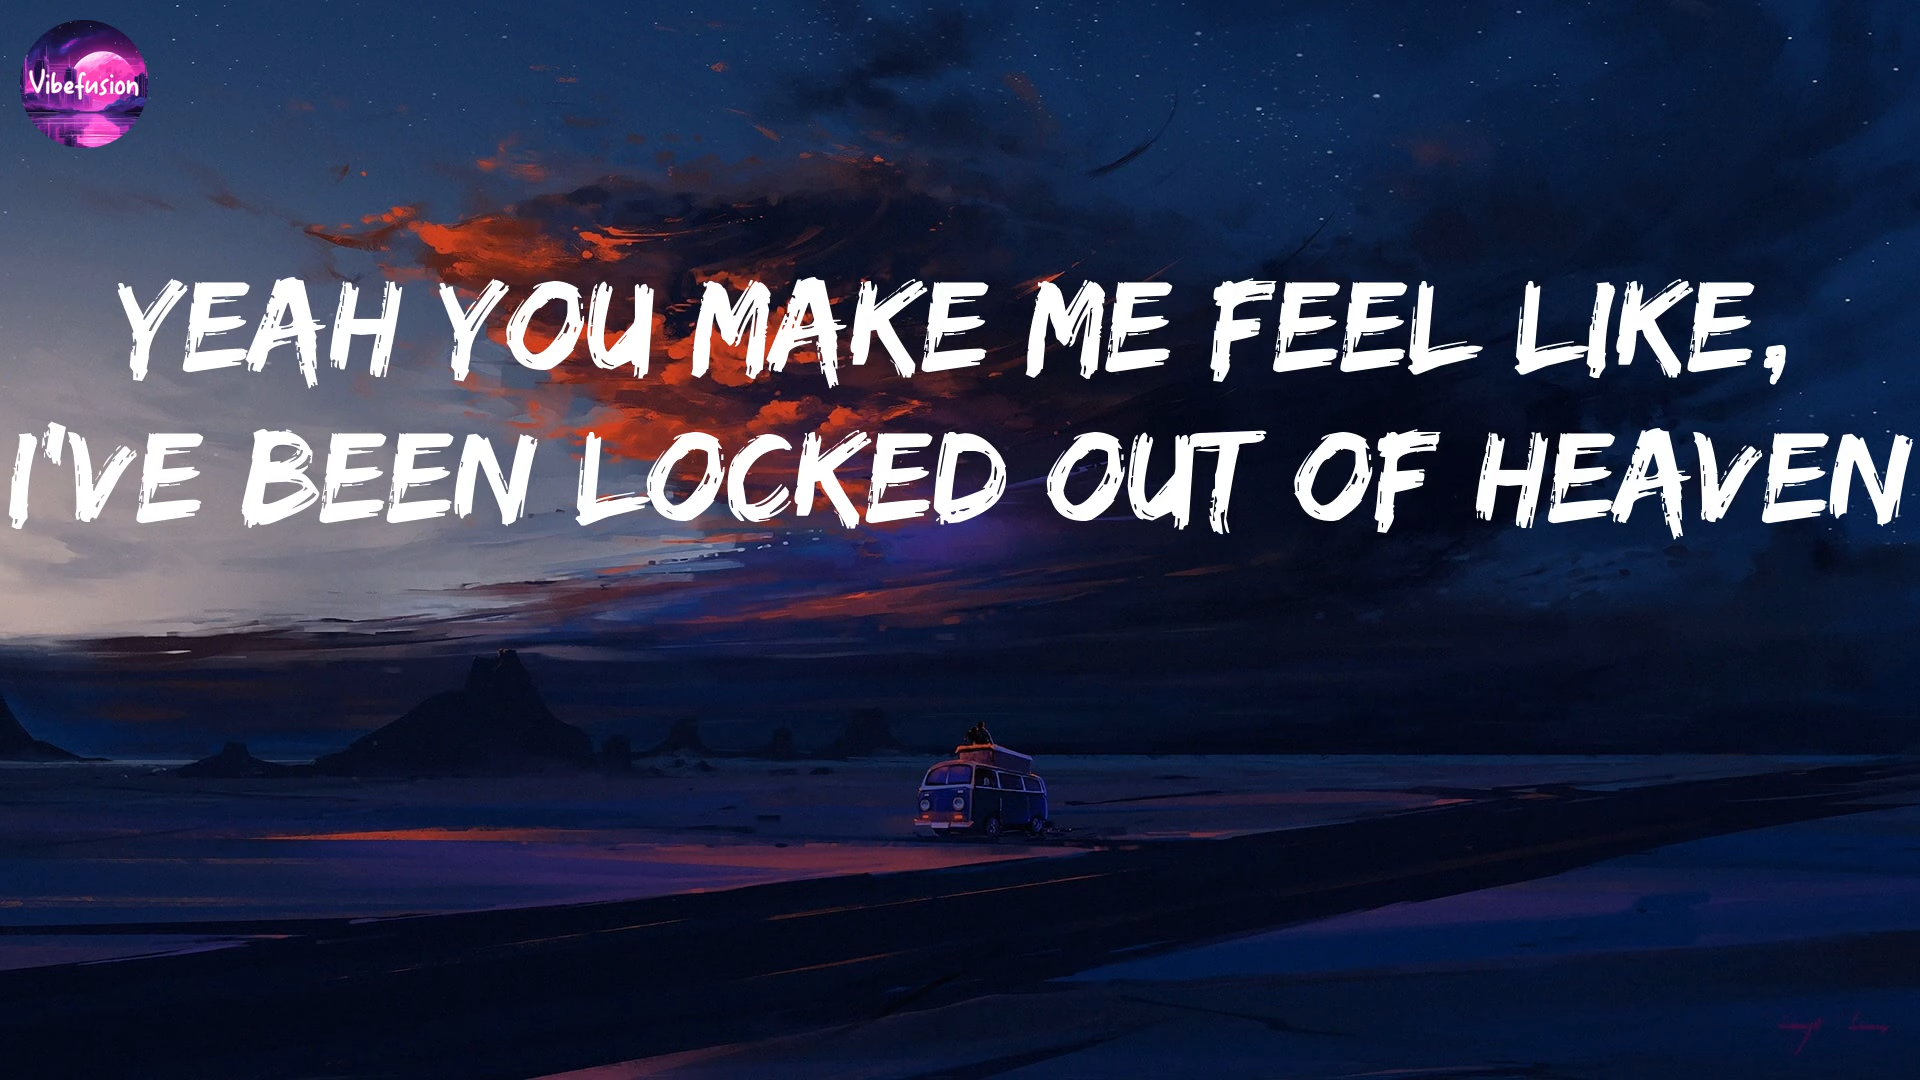 Vibefusion
YEAH YOU MAKE ME FEEL LIKE,
I'VE BEEN LOCKED OUT OF HEAVEN